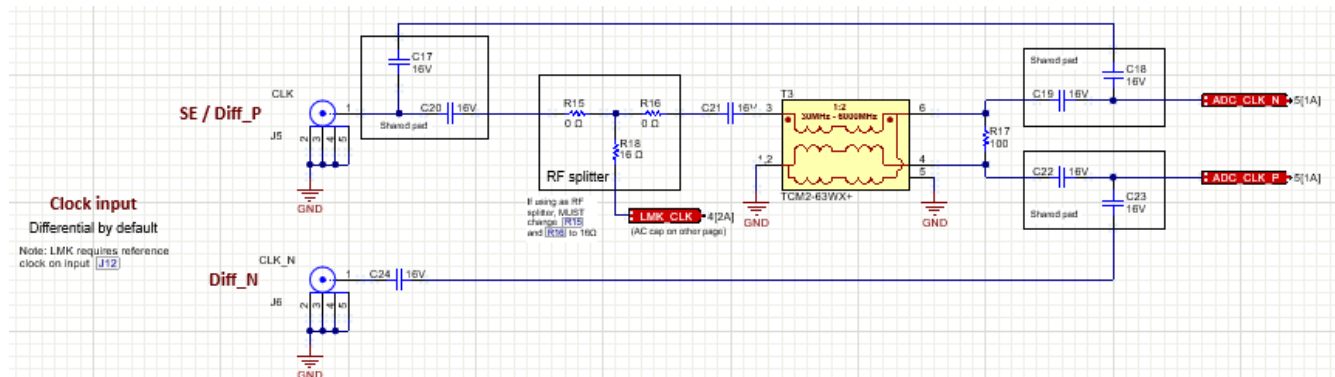 C17
16V
CLK
SE / Diff_P
1
C20 16V
J5
2 3 4 5
Shared pad
GND
R15
0 Ω
R16
0 Ω
R18
16 Ω
RF splitter
If using as RF
splitter, MUST
change R15
and R16 to 16Ω
LMK_CLK 4[2A]
(AC cap on other page)
C21 16V 3
T3
1:2
30MHz - 6000MHz
6
1,2
4
5
TCM2-63WX+
GND
GND
R17
100
Shared pad
C18
16V
C19 16V
ADC_CLK_N 5[1A]
C22 16V
ADC_CLK_P 5[1A]
C23
16V
Shared pad
Clock input
Differential by default
Note: LMK requires reference
clock on input J12
CLK_N
Diff_N
1
C24 16V
J6
2 3 4 5
GND